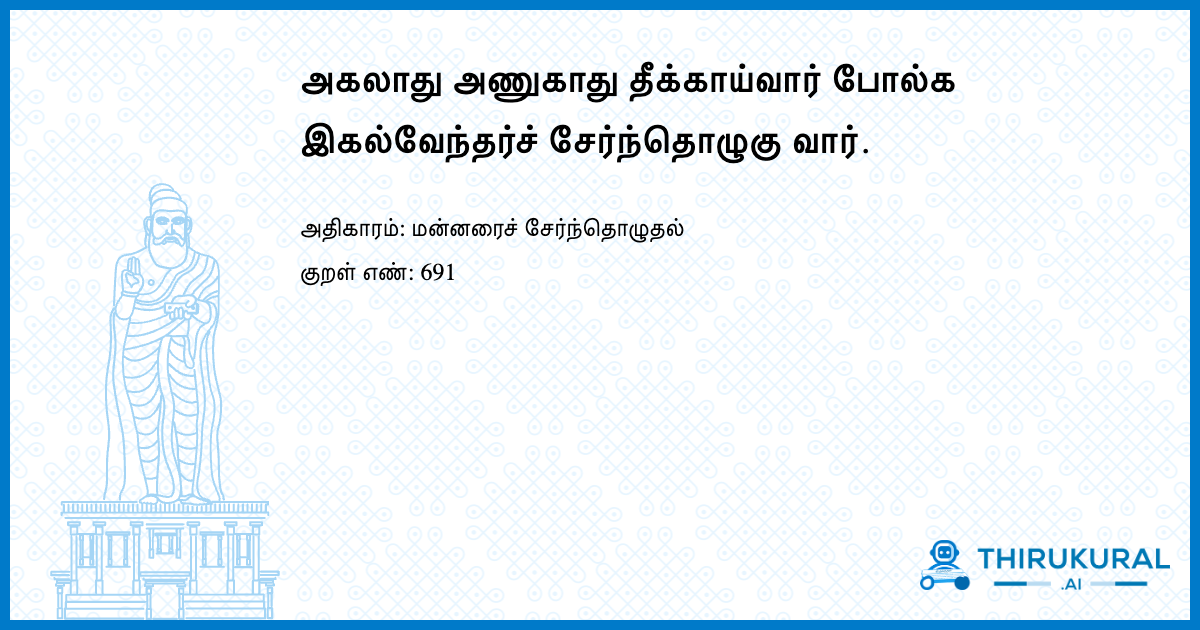 அகலாது அணுகாது தீக்காய்வார் போல்க
இகல்வேந்தர்ச் சேர்ந்தொழுகு வார்.
அதிகாரம்: மன்னரைச் சேர்ந்தொழுதல்
குறள் எண்: 691
THIRUKURAL
.AI